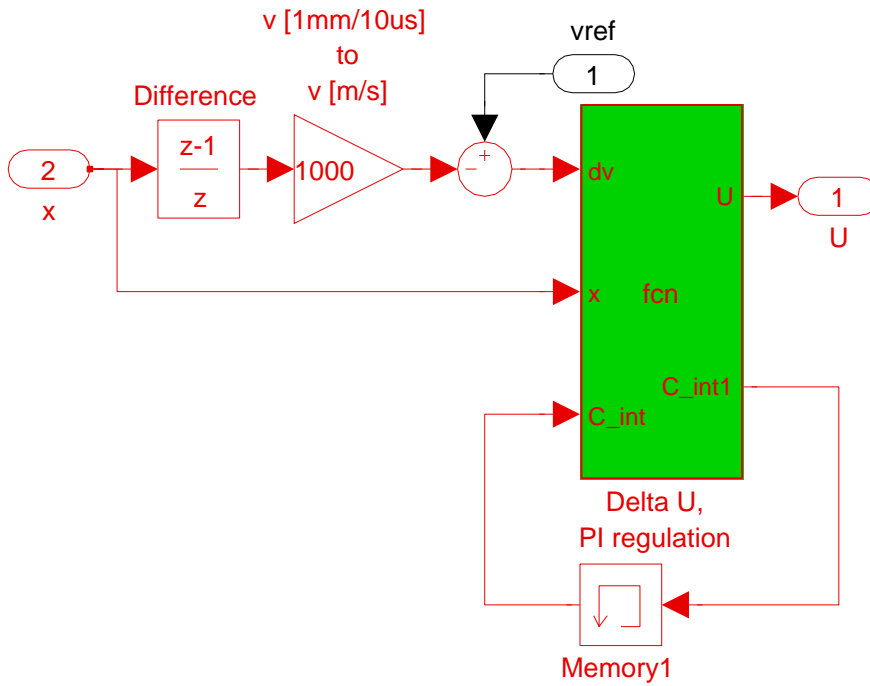 v [1mm/10us]
to
v [m/s]
vref
1
Difference
z-1
z
1000
+
−
2
x
dv
U
1
U
x
fcn
C_int1
C_int
Delta U,
PI regulation
Memory1